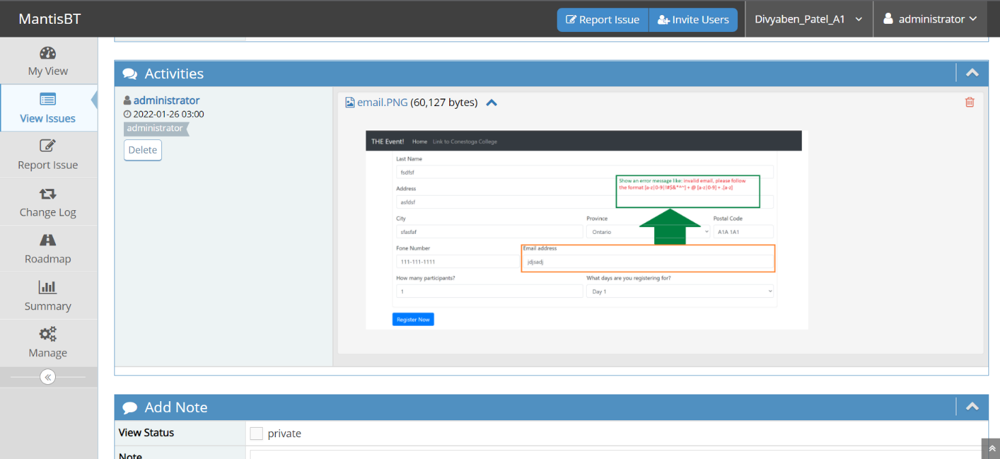 MantisBT
Report Issue
Invite Users
Divyaben_Patel_A1
administrator
My View
View Issues
Report Issue
Change Log
Roadmap
Summary
Manage
Activities
administrator
2022-01-26 03:00
administrator
Delete
email.PNG (60,127 bytes)
THE Event! Home Link to Conestoga College
Last Name
fsdfsf
Address
asfdsf
Show an error message like: invalid email, please follow
the format [a-z|0-9|!#$&*^~] + @ [a-z|0-9] + .[a-z]
City
sfasfaf
Province
Ontario
Postal Code
A1A 1A1
Fone Number
111-111-1111
Email address
jdjsadj
How many participants?
1
What days are you registering for?
Day 1
Register Now
Add Note
View Status
private
Note